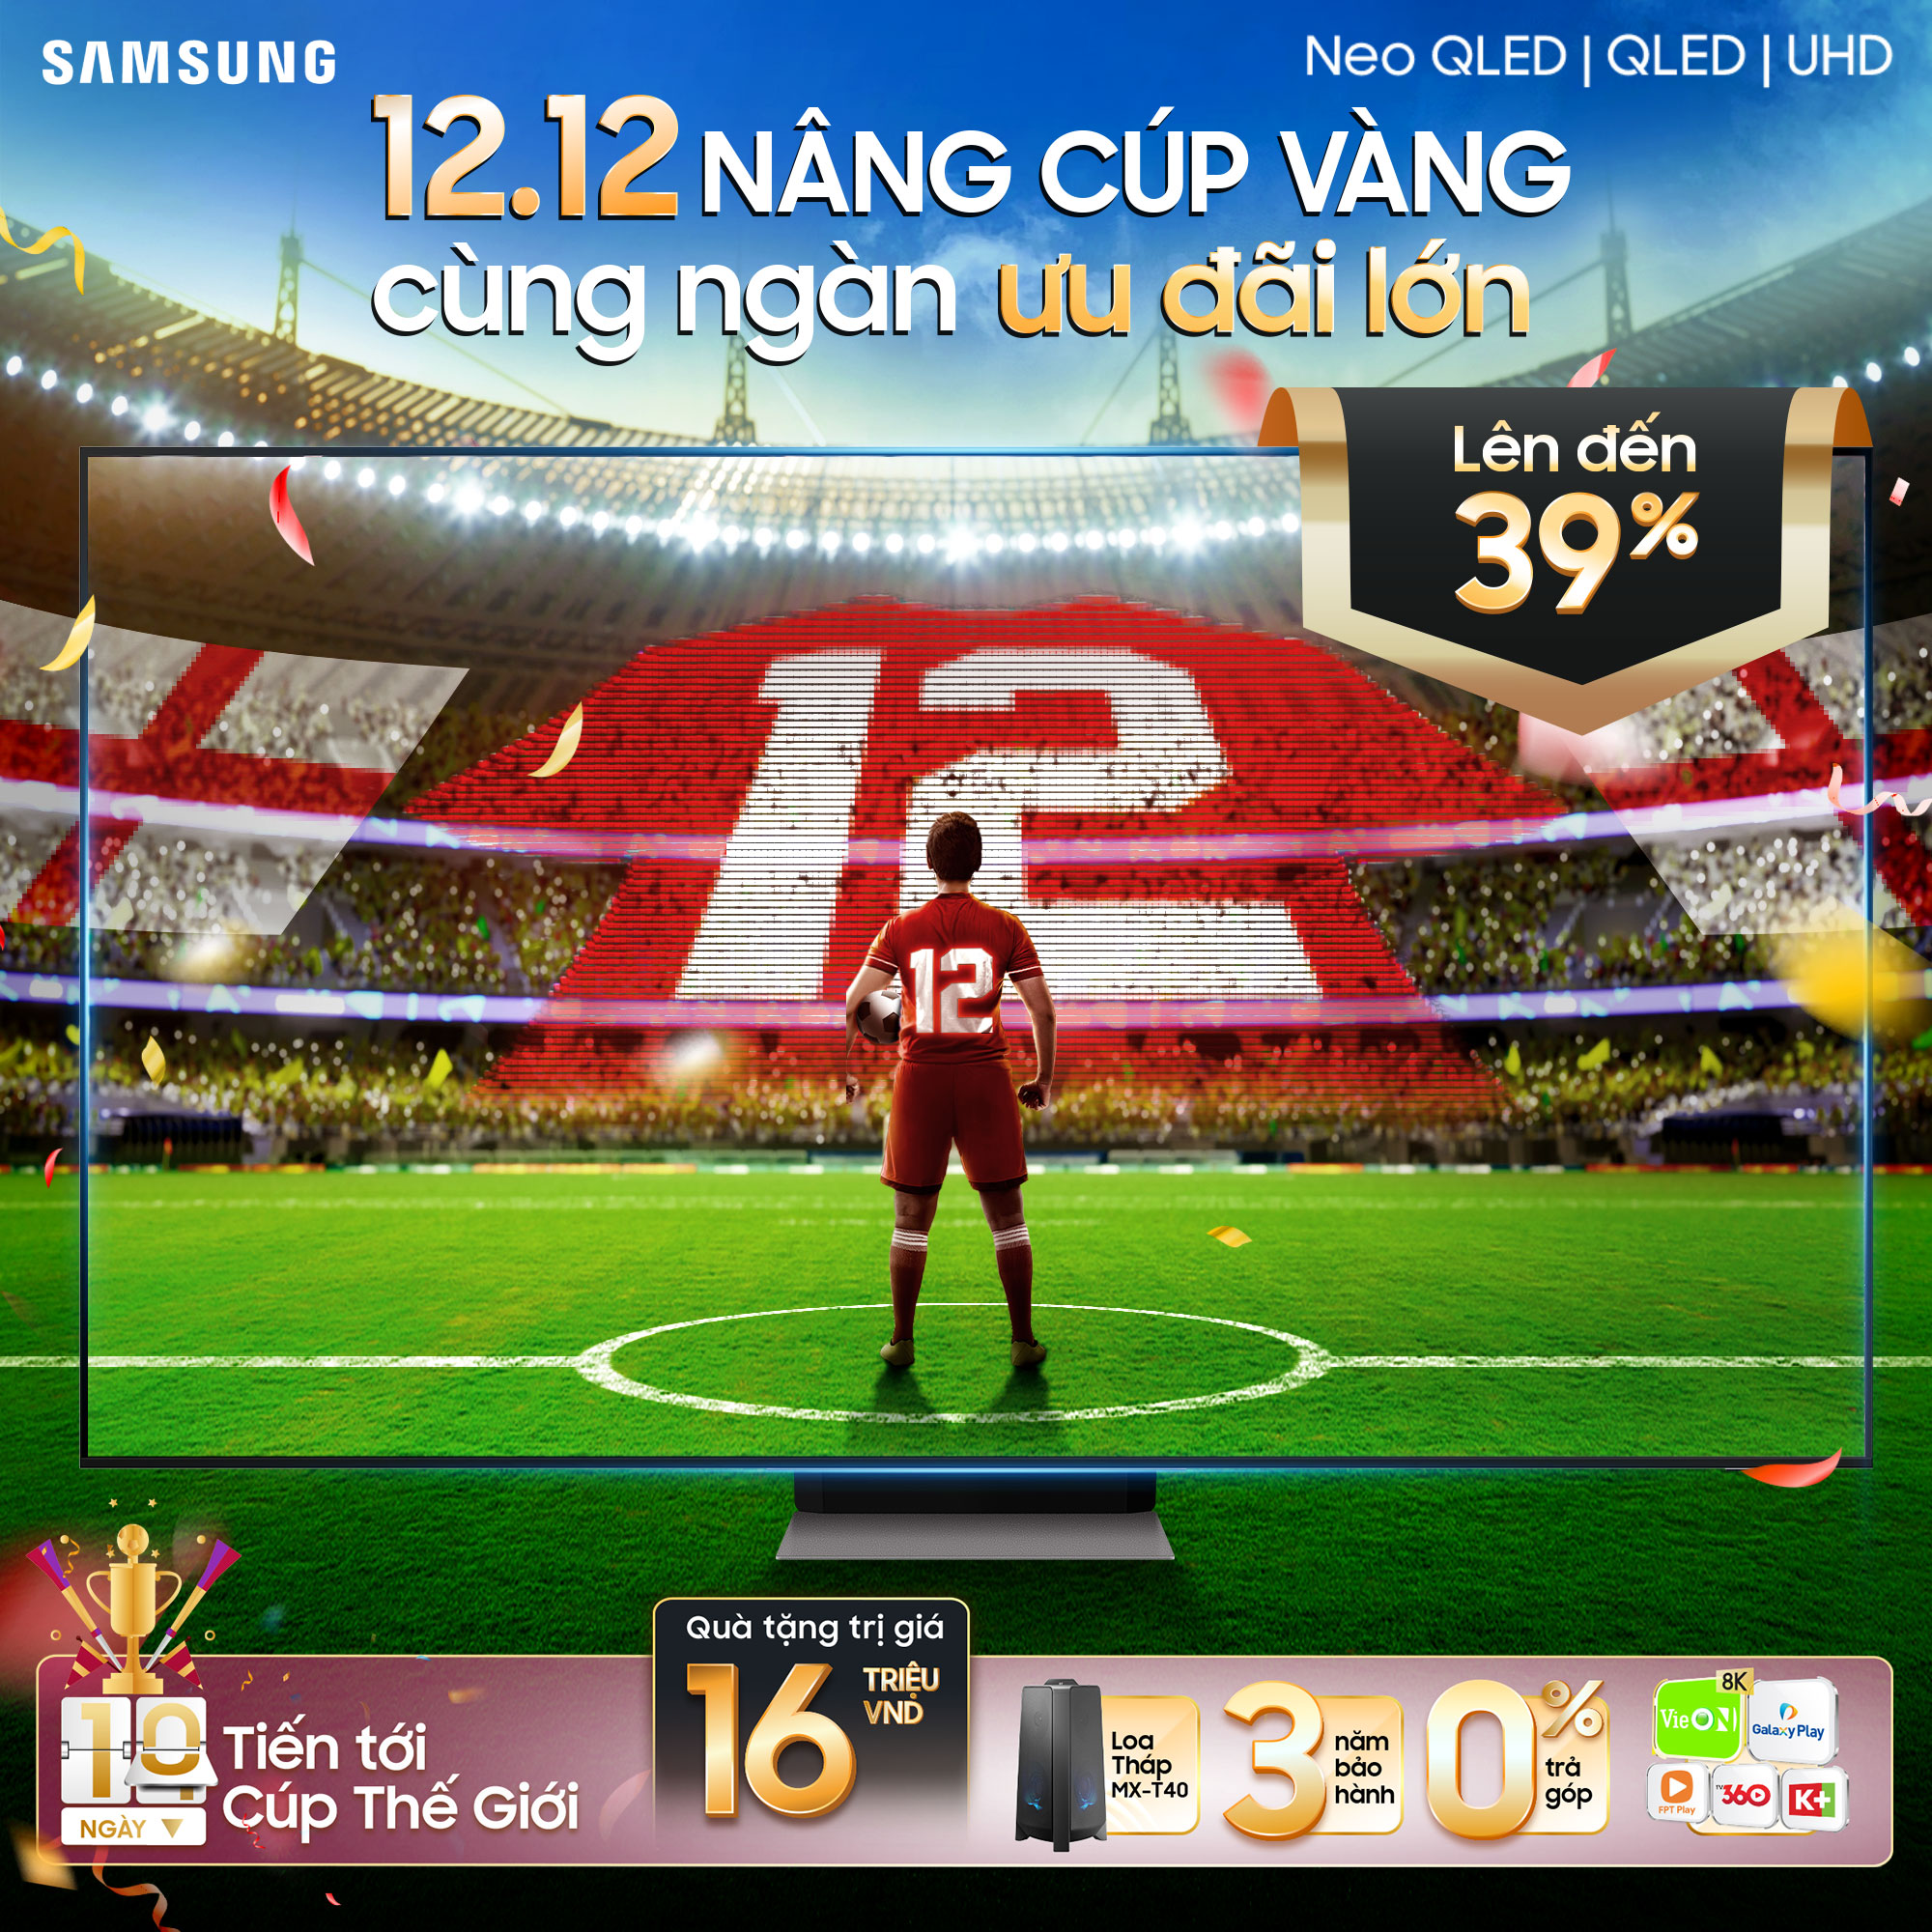 SAMSUNG
Neo QLED | QLED | UHD
12.12 NÂNG CÚP VÀNG
cùng ngàn ưu đãi lớn
Lên đến
39%
12
12
Quà tặng trị giá
16 TRIỆU
VNĐ
NGÀY
Tiến tới
Cúp Thế Giới
Loa
Tháp
MX-T40
3 năm
bảo
hành
0%
trả
góp
8K
VieON
Galaxy Play
FPT Play
TV360
K+